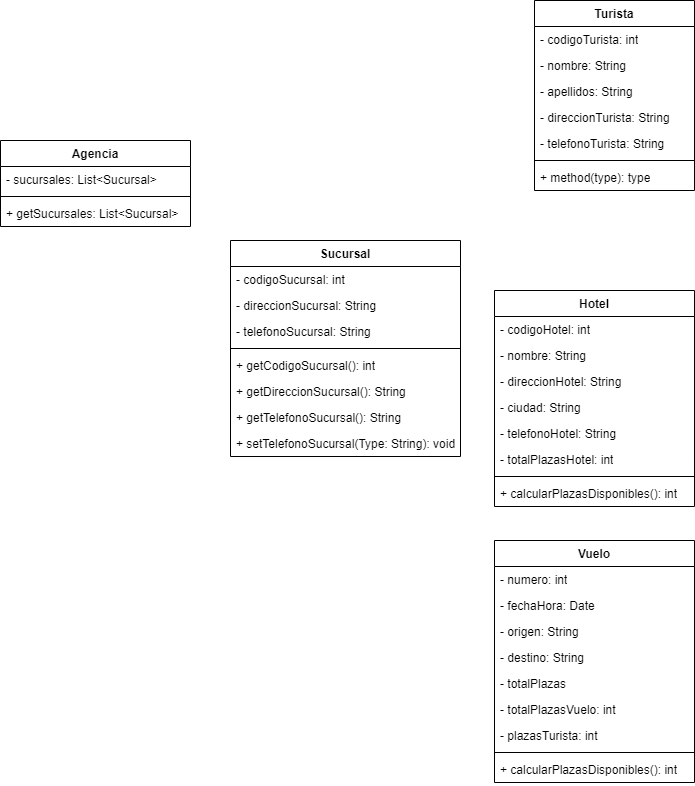 Turista
- codigoTurista: int
- nombre: String
- apellidos: String
- direccionTurista: String
- telefonoTurista: String
+ method(type): type
Agencia
- sucursales: List<Sucursal>
+ getSucursales: List<Sucursal>
Sucursal
- codigoSucursal: int
- direccionSucursal: String
- telefonoSucursal: String
+ getCodigoSucursal(): int
+ getDireccionSucursal(): String
+ getTelefonoSucursal(): String
+ setTelefonoSucursal(Type: String): void
Hotel
- codigoHotel: int
- nombre: String
- direccionHotel: String
- ciudad: String
- telefonoHotel: String
- totalPlazasHotel: int
+ calcularPlazasDisponibles(): int
Vuelo
- numero: int
- fechaHora: Date
- origen: String
- destino: String
- totalPlazas
- totalPlazasVuelo: int
- plazasTurista: int
+ calcularPlazasDisponibles(): int